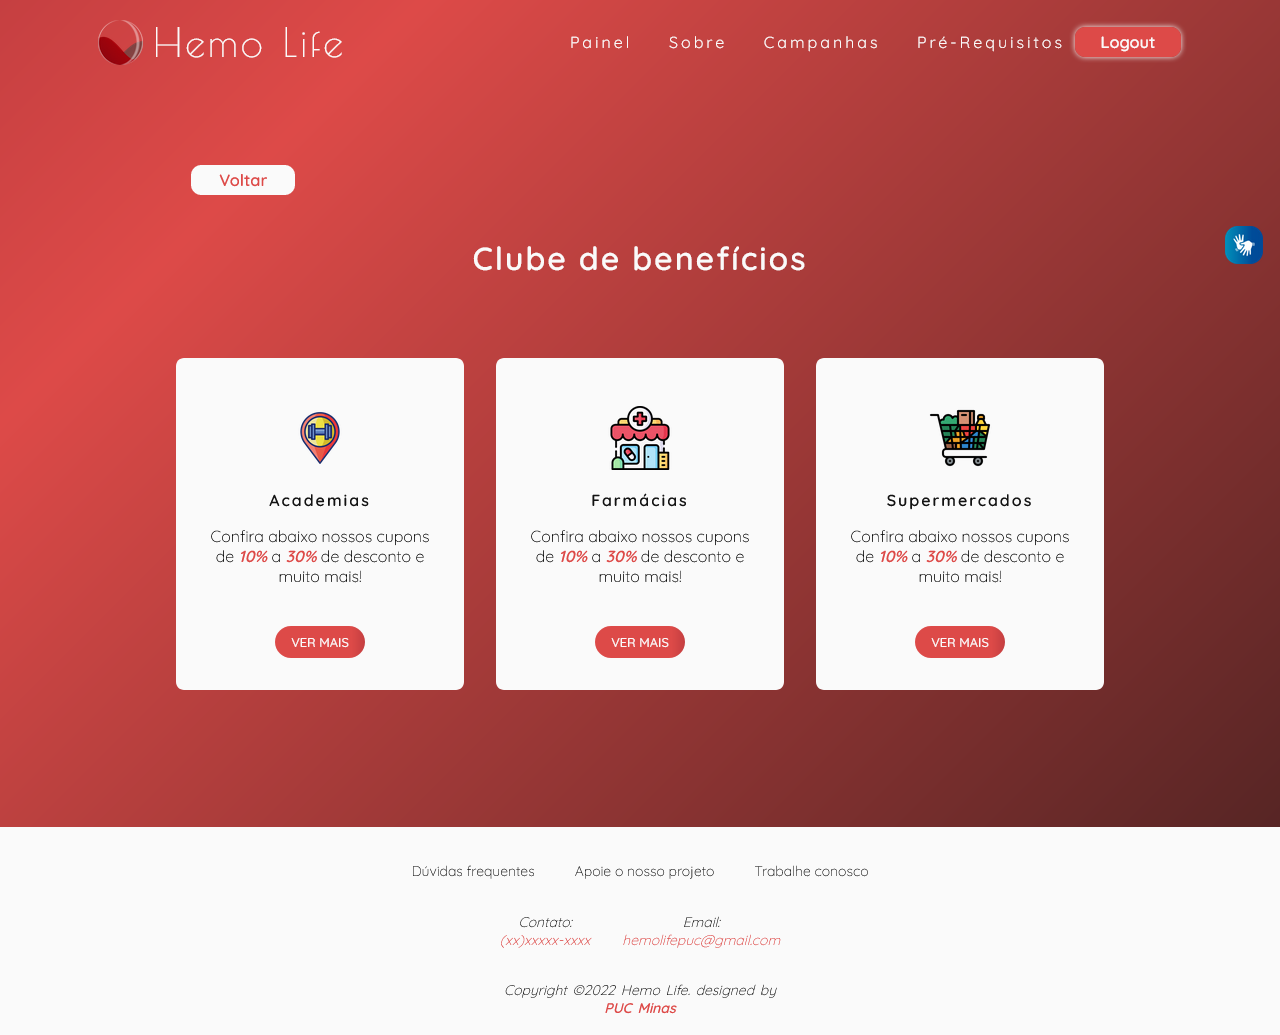 Hemo Life
Painel
Sobre
Campanhas
Pré-Requisitos
Logout
Voltar
Clube de benefícios
Academias
Confira abaixo nossos cupons
de 10% a 30% de desconto e
muito mais!
VER MAIS
Farmácias
Confira abaixo nossos cupons
de 10% a 30% de desconto e
muito mais!
VER MAIS
Supermercados
Confira abaixo nossos cupons
de 10% a 30% de desconto e
muito mais!
VER MAIS
Dúvidas frequentes
Apoie o nosso projeto
Trabalhe conosco
Contato:
(xx)xxxxx-xxxx
Email:
hemolifepuc@gmail.com
Copyright ©2022 Hemo Life. designed by
PUC Minas